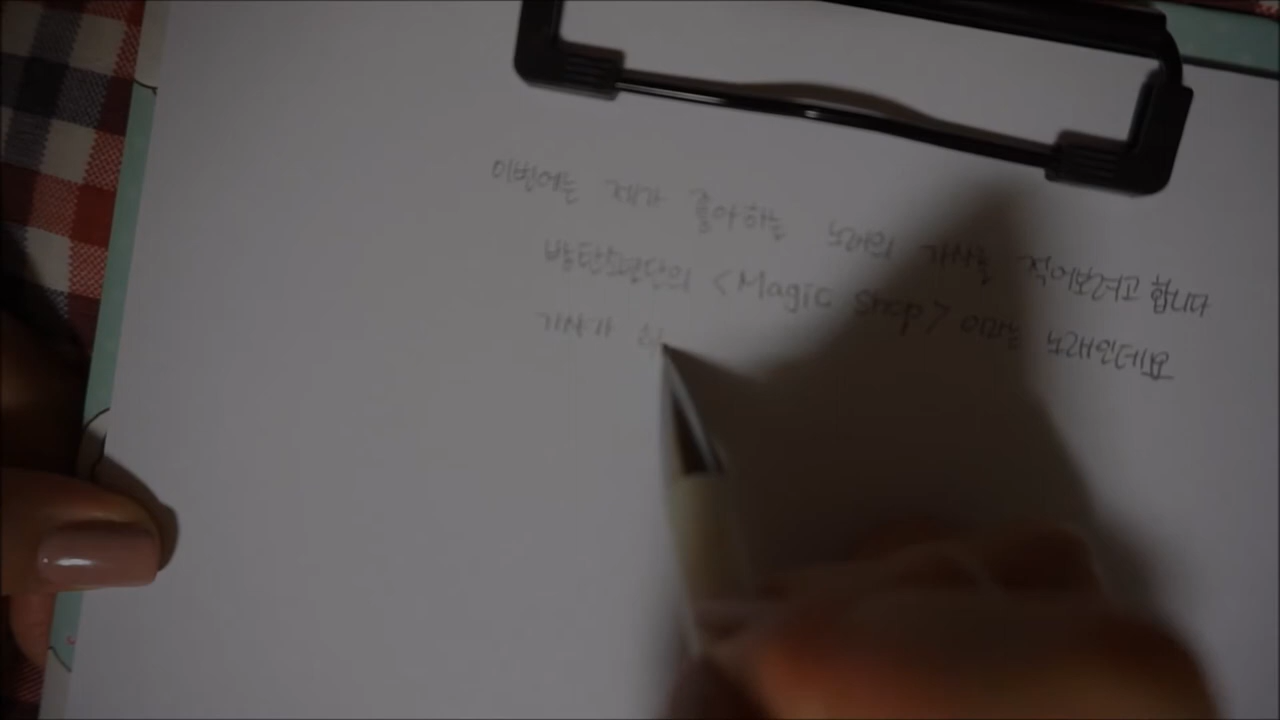 이번에는 제가 좋아하는 노래의 가사를 적어보려고 합니다
방탄소년단의 <Magic shop> 이라는 노래인데요
가사가